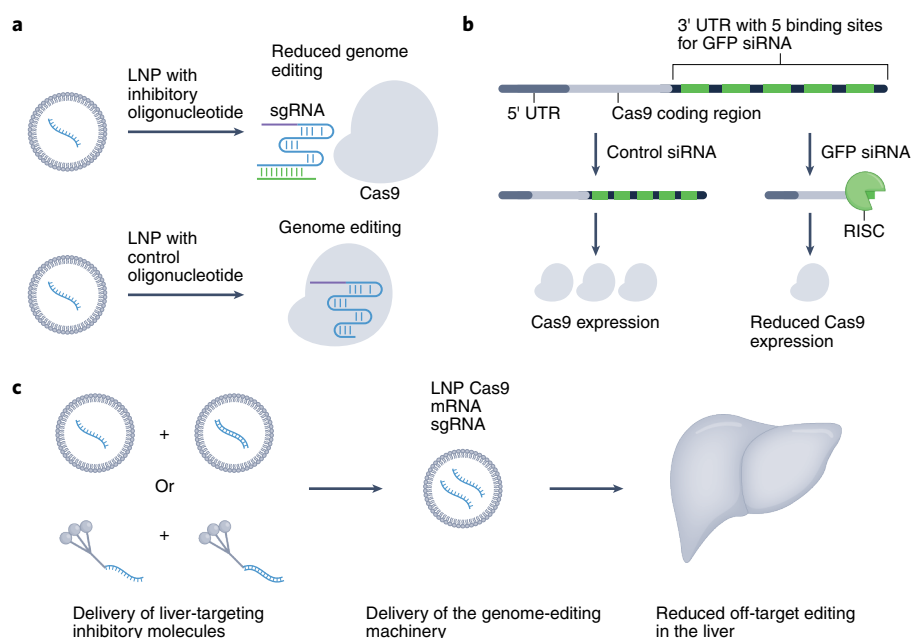 a
LNP with
inhibitory
oligonucleotide
Reduced genome
editing
sgRNA
Cas9
LNP with
control
oligonucleotide
Genome editing
b
3′ UTR with 5 binding sites
for GFP siRNA
5′ UTR
Cas9 coding region
Control siRNA
GFP siRNA
RISC
Cas9 expression
Reduced Cas9
expression
c
+
Or
+
LNP Cas9
mRNA
sgRNA
Delivery of liver-targeting
inhibitory molecules
Delivery of the genome-editing
machinery
Reduced off-target editing
in the liver